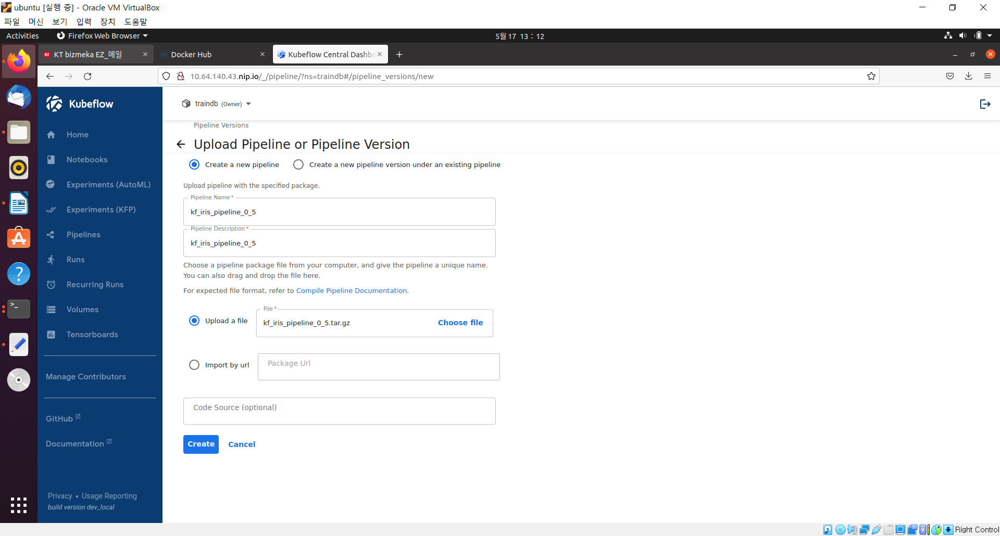 ubuntu [실행 중] - Oracle VM VirtualBox
파일 머신 보기 입력 장치 도움말
Activities Firefox Web Browser 5월 17 13 : 12
KT bizmeka EZ_메일 Docker Hub Kubeflow Central Dashbo
10.64.140.43.nip.io/_/pipeline/?ns=traindb#/pipeline_versions/new
Kubeflow
Home
Notebooks
Experiments (AutoML)
Experiments (KFP)
Pipelines
Runs
Recurring Runs
Volumes
Tensorboards
Manage Contributors
GitHub
Documentation
Privacy • Usage Reporting
build version dev_local
traindb (Owner)
Pipeline Versions
Upload Pipeline or Pipeline Version
Create a new pipeline Create a new pipeline version under an existing pipeline
Upload pipeline with the specified package.
Pipeline Name *
kf_iris_pipeline_0_5
Pipeline Description *
kf_iris_pipeline_0_5
Choose a pipeline package file from your computer, and give the pipeline a unique name.
You can also drag and drop the file here.
For expected file format, refer to Compile Pipeline Documentation.
File *
Upload a file kf_iris_pipeline_0_5.tar.gz Choose file
Import by url Package Url
Code Source (optional)
Create Cancel
Right Control